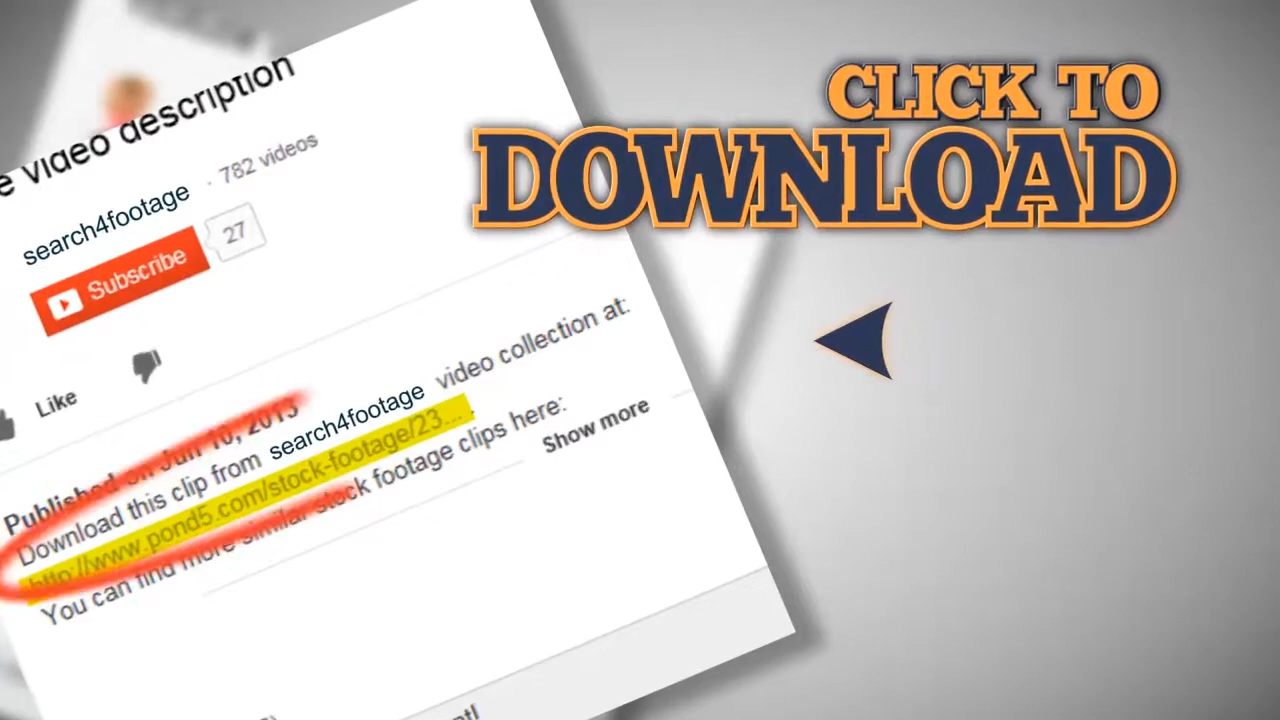 CLICK TO
DOWNLOAD
video description
search4footage · 782 videos
Subscribe 27
Like
Published on Jun 10, 2013
Download this clip from search4footage video collection at:
http://www.pond5.com/stock-footage/23...
You can find more similar stock footage clips here:
Show more